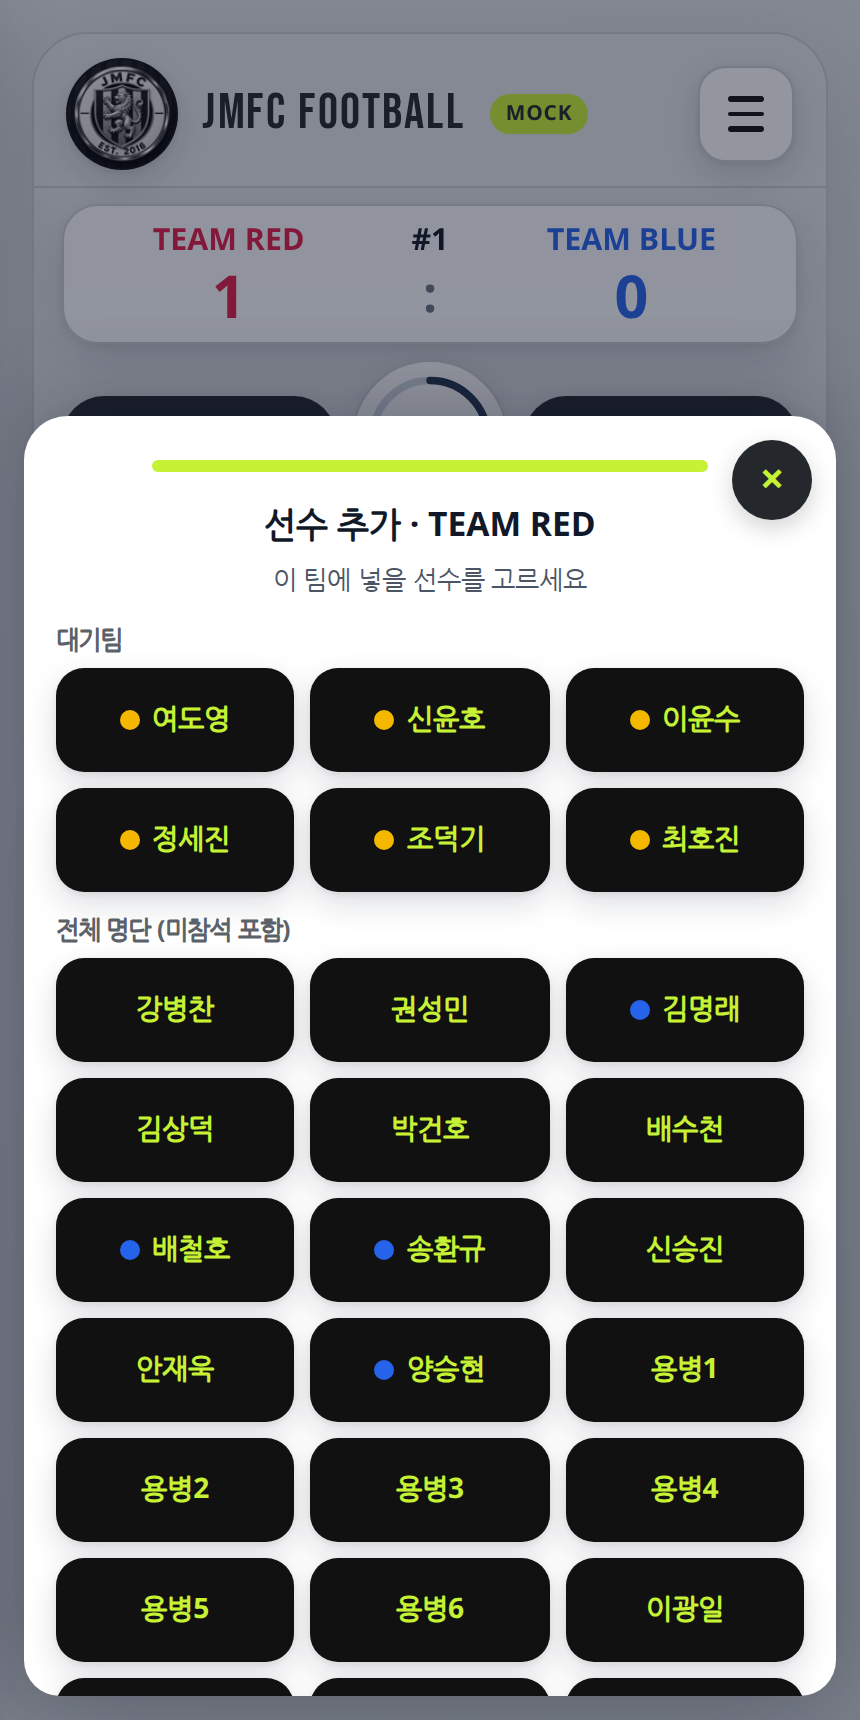 JMFC
EST. 2016
JMFC FOOTBALL
MOCK
TEAM RED
#1
TEAM BLUE
1
:
0
×
선수 추가 · TEAM RED
이 팀에 넣을 선수를 고르세요
대기팀
여도영
신윤호
이윤수
정세진
조덕기
최호진
전체 명단 (미참석 포함)
강병찬
권성민
김명래
김상덕
박건호
배수천
배철호
송환규
신승진
안재욱
양승현
용병1
용병2
용병3
용병4
용병5
용병6
이광일